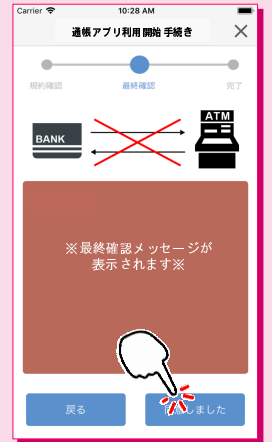 Carrier 10:28 AM
通帳アプリ利用開始手続き
規約確認 最終確認 完了
BANK
ATM
※最終確認メッセージが
表示されます※
戻る しました